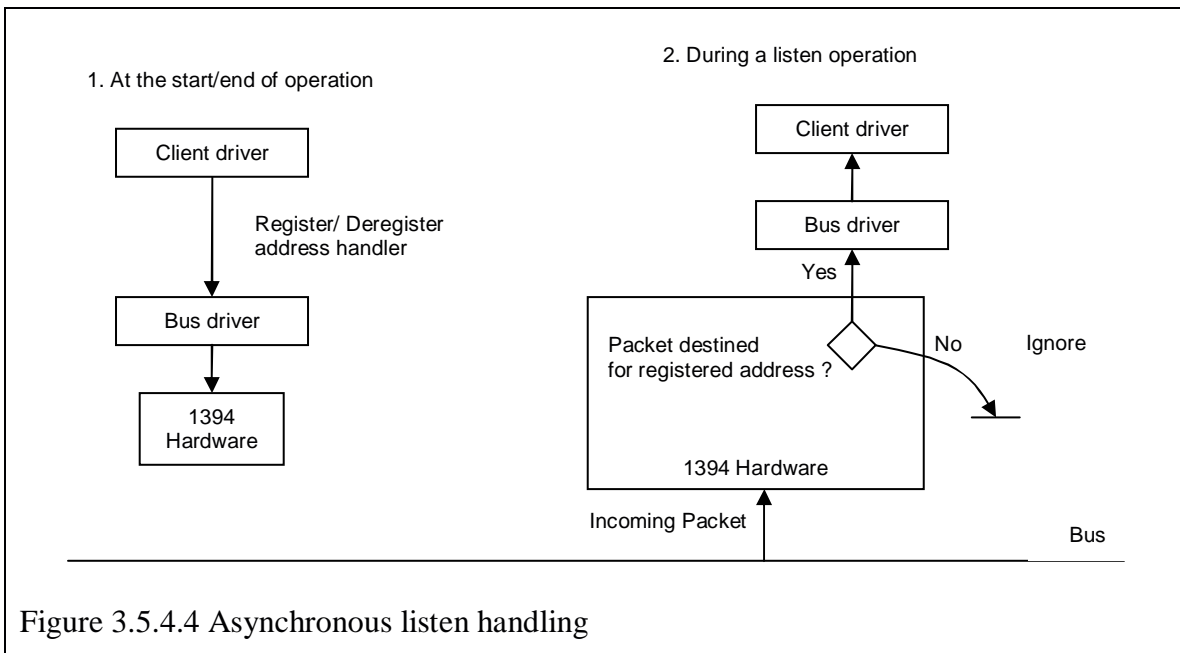 1. At the start/end of operation
Client driver
Register/ Deregister
address handler
Bus driver
1394
Hardware
2. During a listen operation
Client driver
Bus driver
Yes
Packet destined
for registered address ?
No
Ignore
1394 Hardware
Incoming Packet
Bus
Figure 3.5.4.4 Asynchronous listen handling